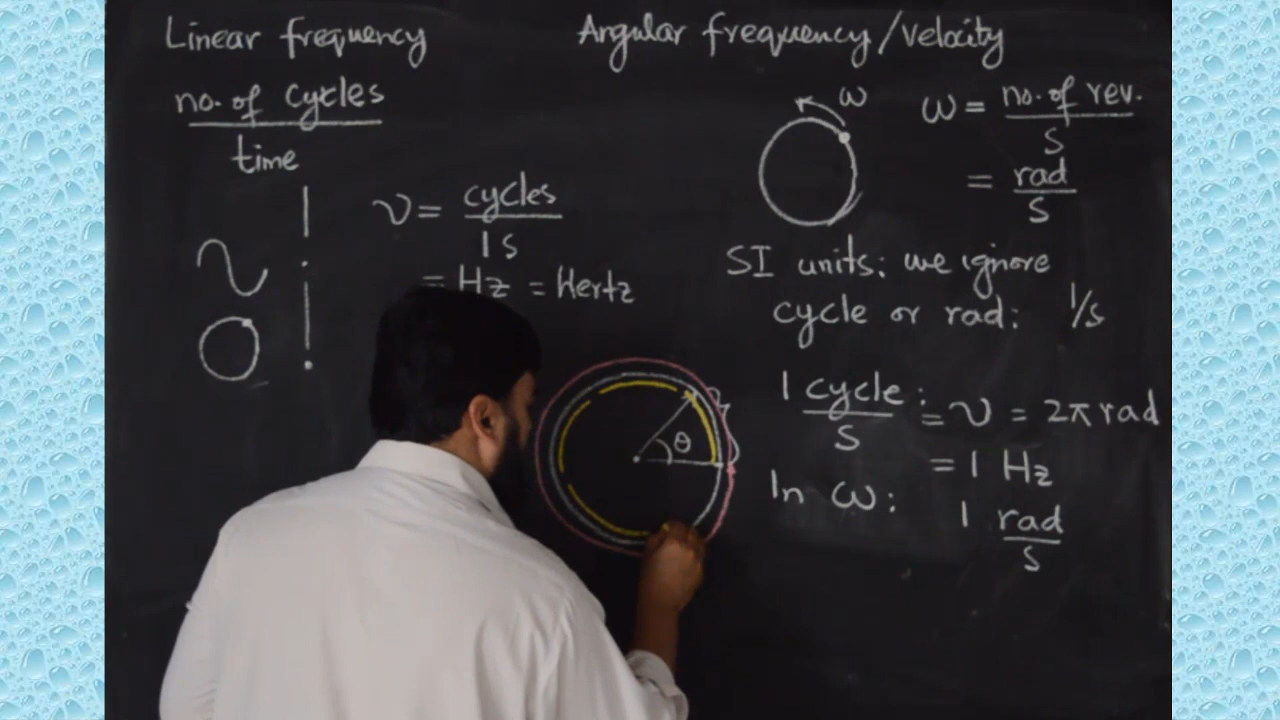 Linear frequency
no. of cycles
time
ν = cycles
1 s
= Hz = Hertz
Angular frequency/velocity
ω
ω = no. of rev.
s
= rad
s
SI units: we ignore
cycle or rad: 1/s
1 cycle : = ν = 2π rad
s
= 1 Hz
In ω: 1 rad
s
θ